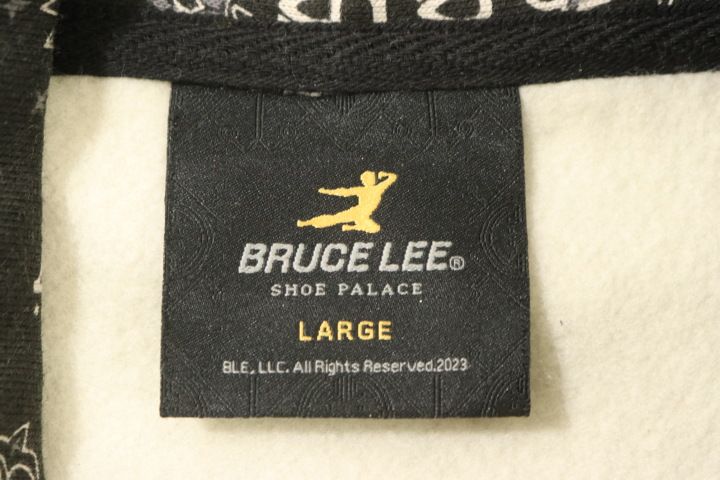 BRUCE LEE®
SHOE PALACE
LARGE
BLE, LLC. All Rights Reserved.2023